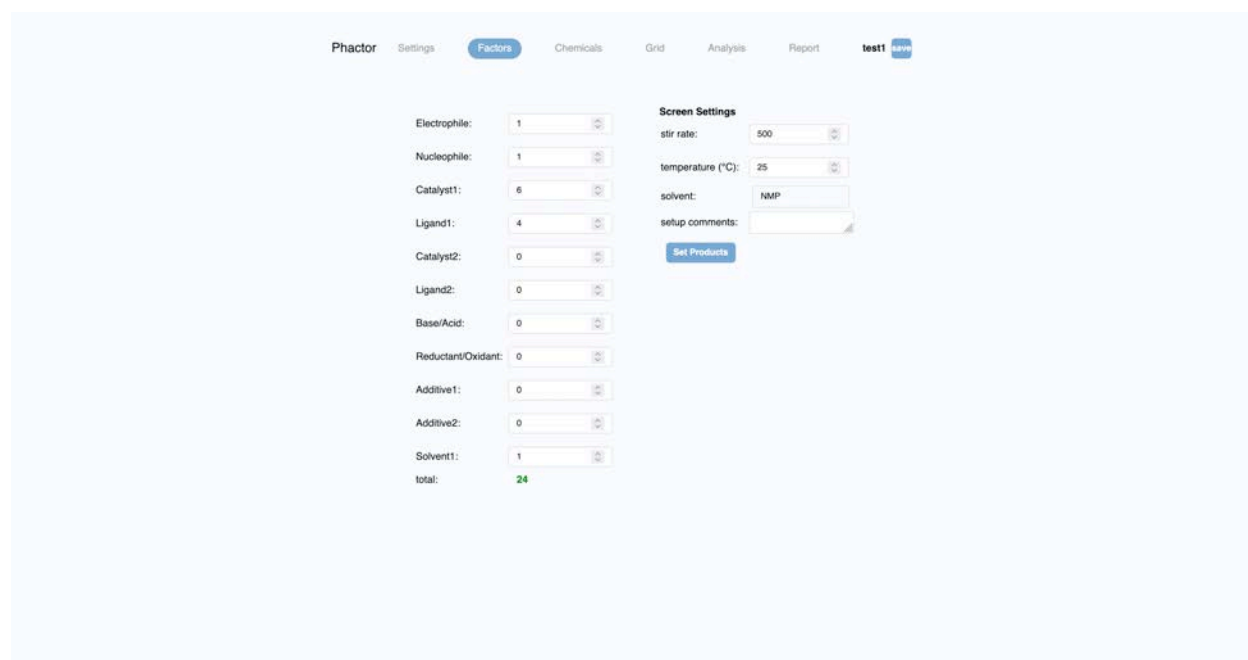 Phactor Settings Factors Chemicals Grid Analysis Report test1 save
Electrophile: 1
Nucleophile: 1
Catalyst1: 6
Ligand1: 4
Catalyst2: 0
Ligand2: 0
Base/Acid: 0
Reductant/Oxidant: 0
Additive1: 0
Additive2: 0
Solvent1: 1
total: 24
Screen Settings
stir rate: 500
temperature (°C): 25
solvent: NMP
setup comments:
Set Products